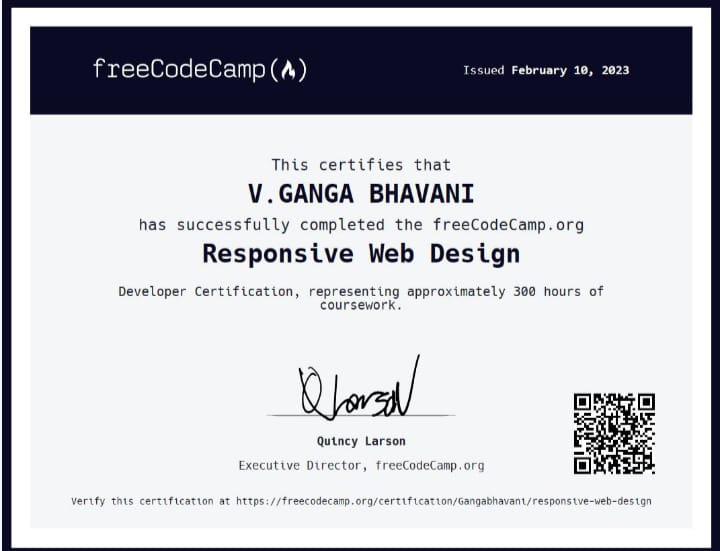 freeCodeCamp(🔥)
Issued February 10, 2023
This certifies that
V.GANGA BHAVANI
has successfully completed the freeCodeCamp.org
Responsive Web Design
Developer Certification, representing approximately 300 hours of
coursework.
QLarson
Quincy Larson
Executive Director, freeCodeCamp.org
Verify this certification at https://freecodecamp.org/certification/Gangabhavani/responsive-web-design